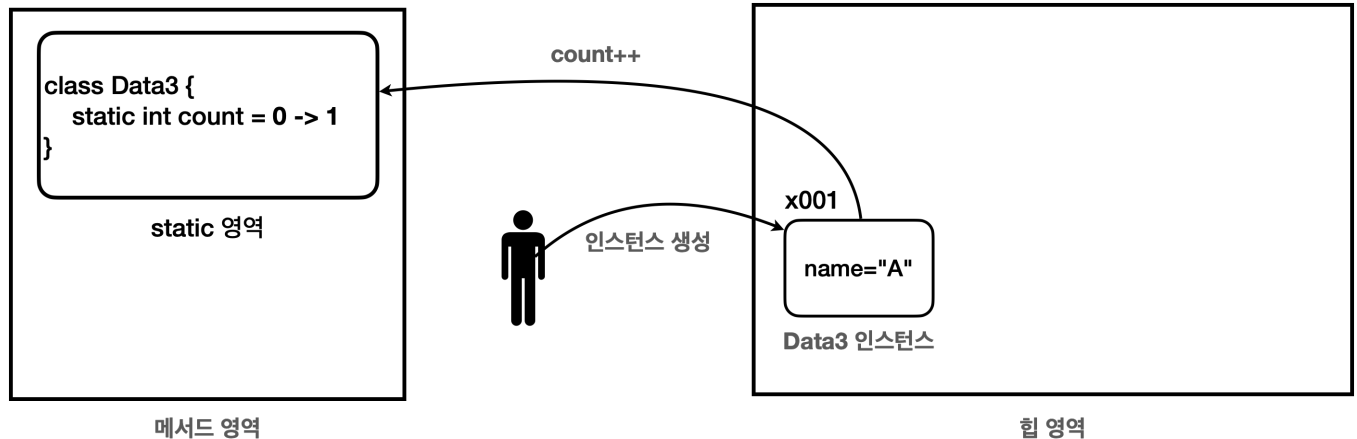 class Data3 {
static int count = 0 -> 1
}
static 영역
메서드 영역
count++
인스턴스 생성
x001
name="A"
Data3 인스턴스
힙 영역